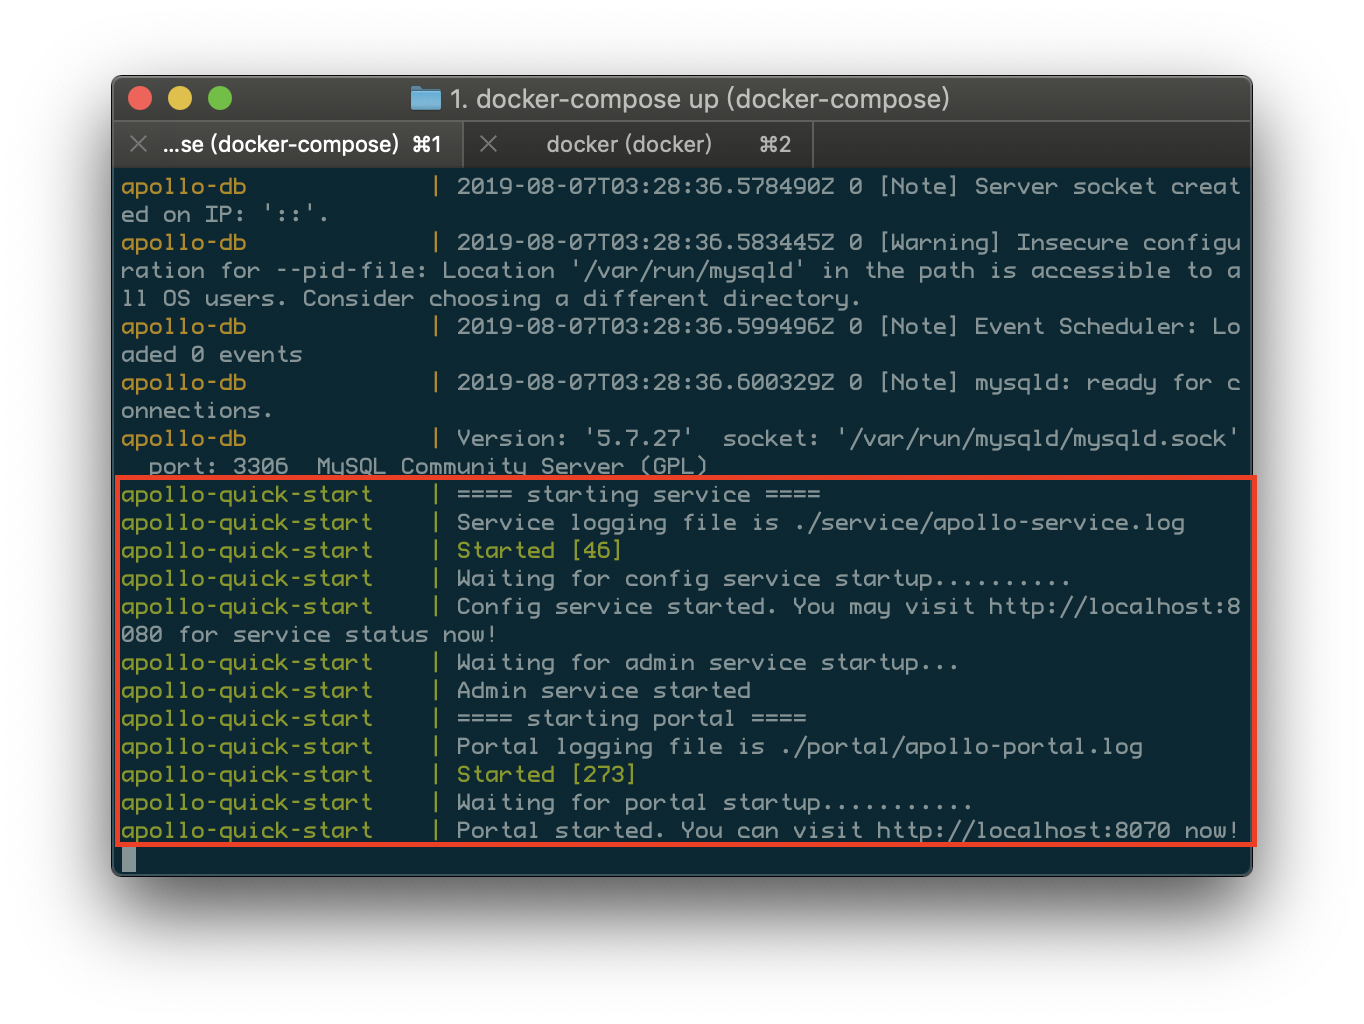 1. docker-compose up (docker-compose)
...se (docker-compose) ⌘1 docker (docker) ⌘2
apollo-db | 2019-08-07T03:28:36.578490Z 0 [Note] Server socket creat
ed on IP: '::'.
apollo-db | 2019-08-07T03:28:36.583445Z 0 [Warning] Insecure configu
ration for --pid-file: Location '/var/run/mysqld' in the path is accessible to a
ll OS users. Consider choosing a different directory.
apollo-db | 2019-08-07T03:28:36.599496Z 0 [Note] Event Scheduler: Lo
aded 0 events
apollo-db | 2019-08-07T03:28:36.600329Z 0 [Note] mysqld: ready for c
onnections.
apollo-db | Version: '5.7.27'  socket: '/var/run/mysqld/mysqld.sock'
  port: 3306  MySQL Community Server (GPL)
apollo-quick-start | ==== starting service ====
apollo-quick-start | Service logging file is ./service/apollo-service.log
apollo-quick-start | Started [46]
apollo-quick-start | Waiting for config service startup..........
apollo-quick-start | Config service started. You may visit http://localhost:8
080 for service status now!
apollo-quick-start | Waiting for admin service startup...
apollo-quick-start | Admin service started
apollo-quick-start | ==== starting portal ====
apollo-quick-start | Portal logging file is ./portal/apollo-portal.log
apollo-quick-start | Started [273]
apollo-quick-start | Waiting for portal startup...........
apollo-quick-start | Portal started. You can visit http://localhost:8070 now!